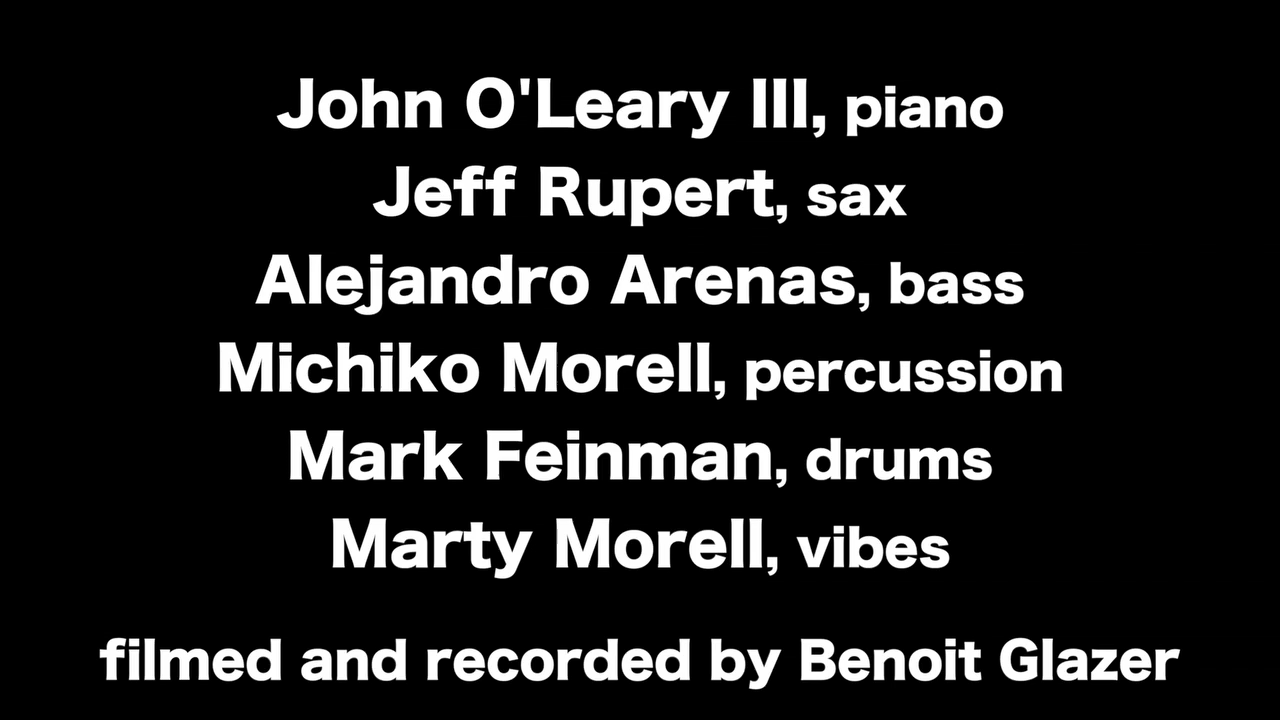 John O'Leary III, piano
Jeff Rupert, sax
Alejandro Arenas, bass
Michiko Morell, percussion
Mark Feinman, drums
Marty Morell, vibes
filmed and recorded by Benoit Glazer